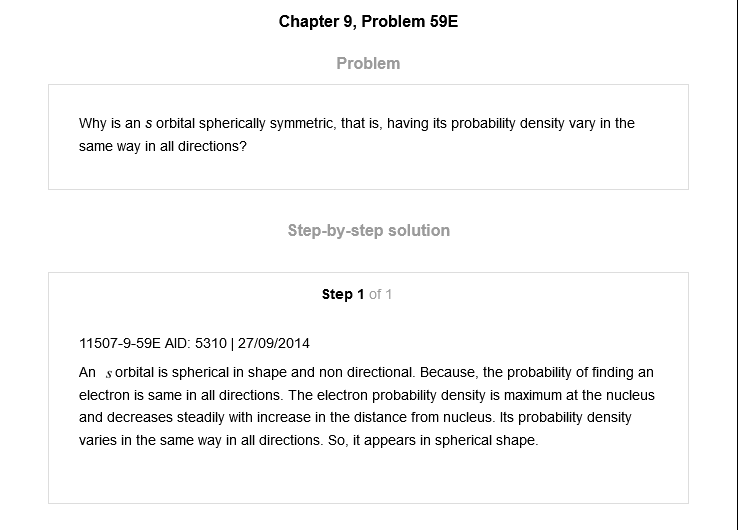 Chapter 9, Problem 59E
Problem
Why is an s orbital spherically symmetric, that is, having its probability density vary in the
same way in all directions?
Step-by-step solution
Step 1 of 1
11507-9-59E AID: 5310 | 27/09/2014
An s orbital is spherical in shape and non directional. Because, the probability of finding an
electron is same in all directions. The electron probability density is maximum at the nucleus
and decreases steadily with increase in the distance from nucleus. Its probability density
varies in the same way in all directions. So, it appears in spherical shape.